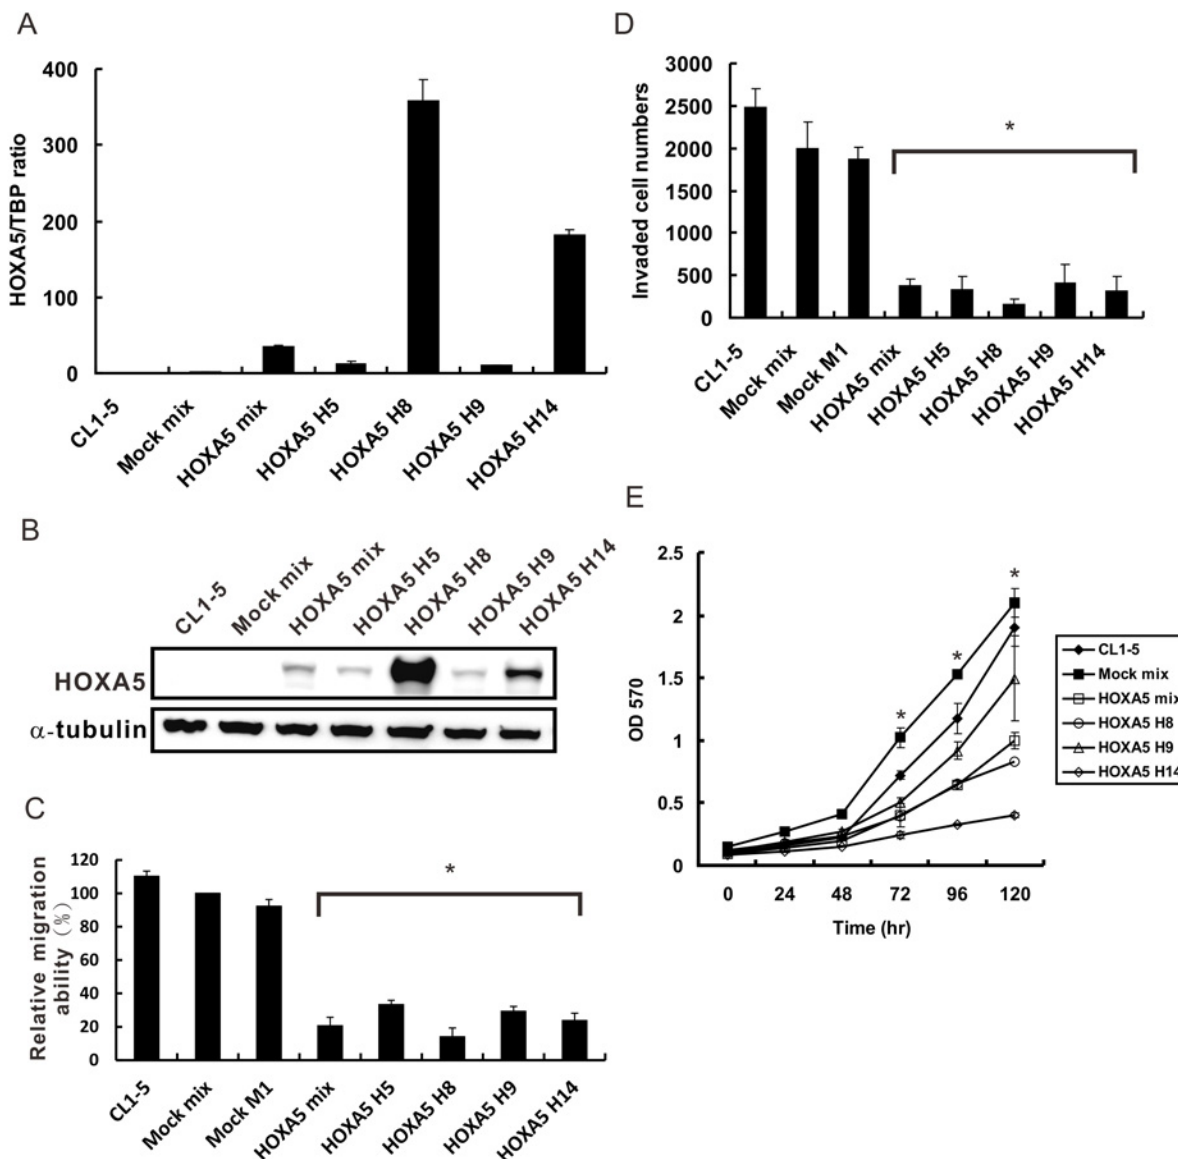 A
HOXA5/TBP ratio
400
300
200
100
0
CL1-5
Mock mix
HOXA5 mix
HOXA5 H5
HOXA5 H8
HOXA5 H9
HOXA5 H14
B
CL1-5
Mock mix
HOXA5 mix
HOXA5 H5
HOXA5 H8
HOXA5 H9
HOXA5 H14
HOXA5
α-tubulin
C
Relative migration
ability (%)
120
100
80
60
40
20
0
*
CL1-5
Mock mix
Mock M1
HOXA5 mix
HOXA5 H5
HOXA5 H8
HOXA5 H9
HOXA5 H14
D
Invaded cell numbers
3000
2500
2000
1500
1000
500
0
*
CL1-5
Mock mix
Mock M1
HOXA5 mix
HOXA5 H5
HOXA5 H8
HOXA5 H9
HOXA5 H14
E
OD 570
2.5
2
1.5
1
0.5
0
*
*
*
0 24 48 72 96 120
Time (hr)
CL1-5
Mock mix
HOXA5 mix
HOXA5 H8
HOXA5 H9
HOXA5 H14